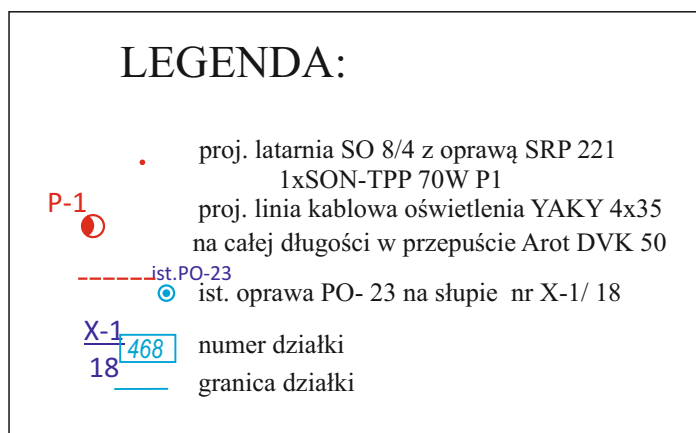 LEGENDA:
proj. latarnia SO 8/4 z oprawą SRP 221
1xSON-TPP 70W P1
P-1
proj. linia kablowa oświetlenia YAKY 4x35
na całej długości w przepuście Arot DVK 50
ist.PO-23
ist. oprawa PO- 23 na słupie nr X-1/ 18
X-1
468
numer działki
18
granica działki